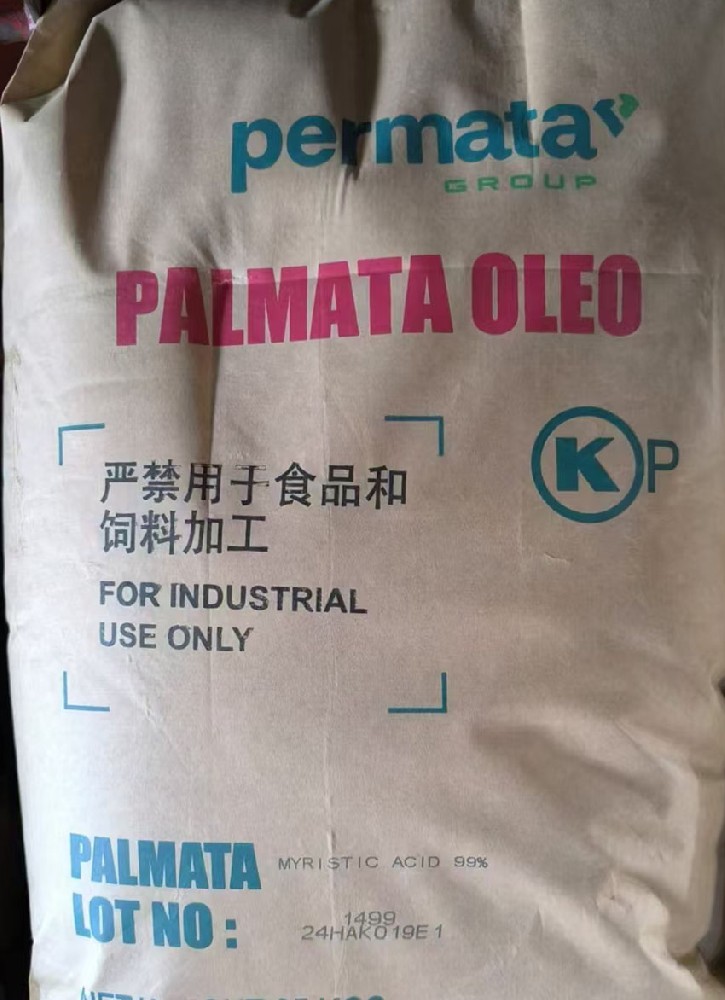 permata
GROUP
PALMATA OLEO
K P
严禁用于食品和
饲料加工
FOR INDUSTRIAL
USE ONLY
PALMATA MYRISTIC ACID 99%
1499
LOT NO : 24HAK019E1